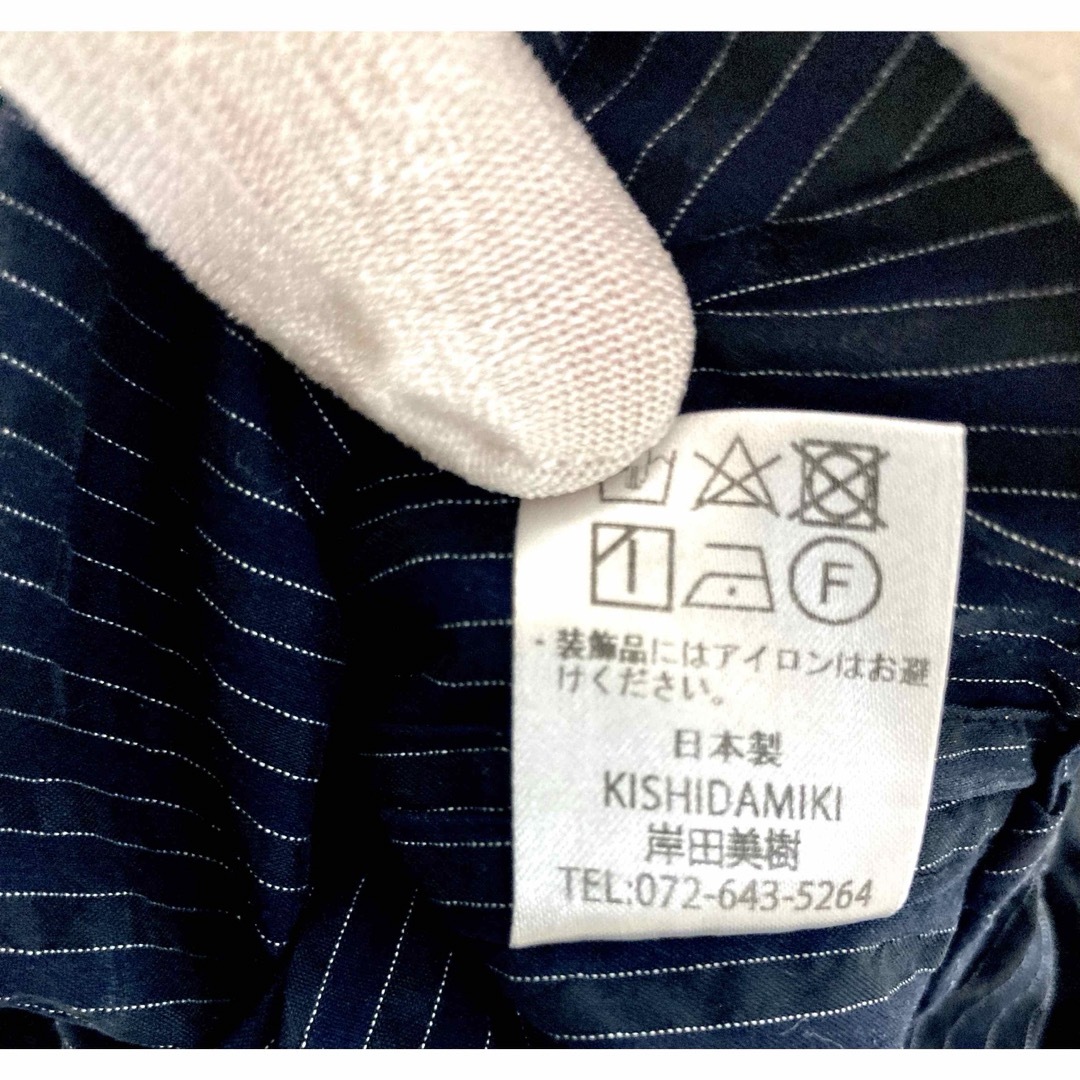 F
・装飾品にはアイロンはお避
けください。
日本製
KISHIDAMIKI
岸田美樹
TEL:072-643-5264